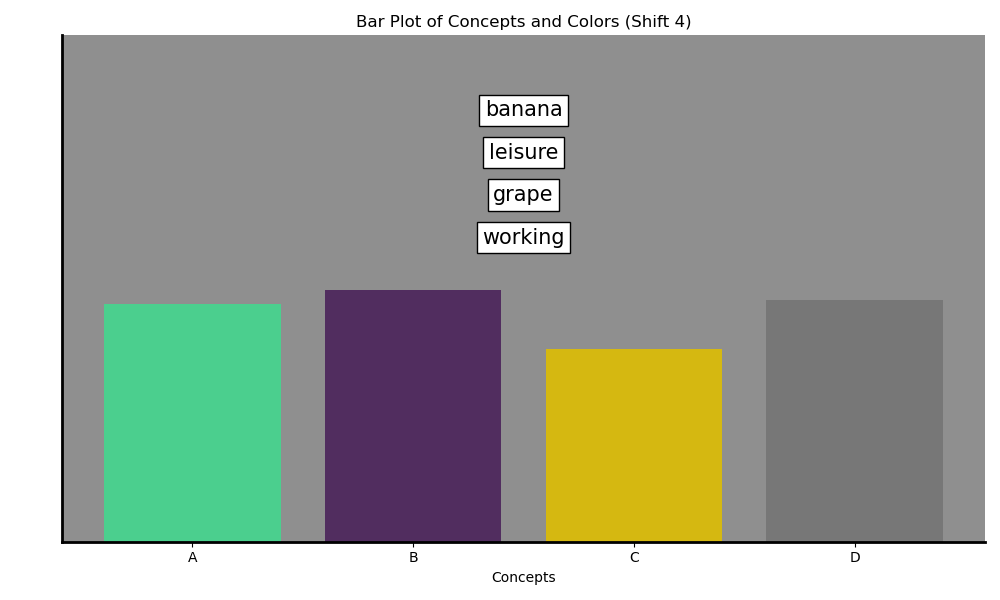 Bar Plot of Concepts and Colors (Shift 4)
banana
leisure
grape
working
A B C D
Concepts